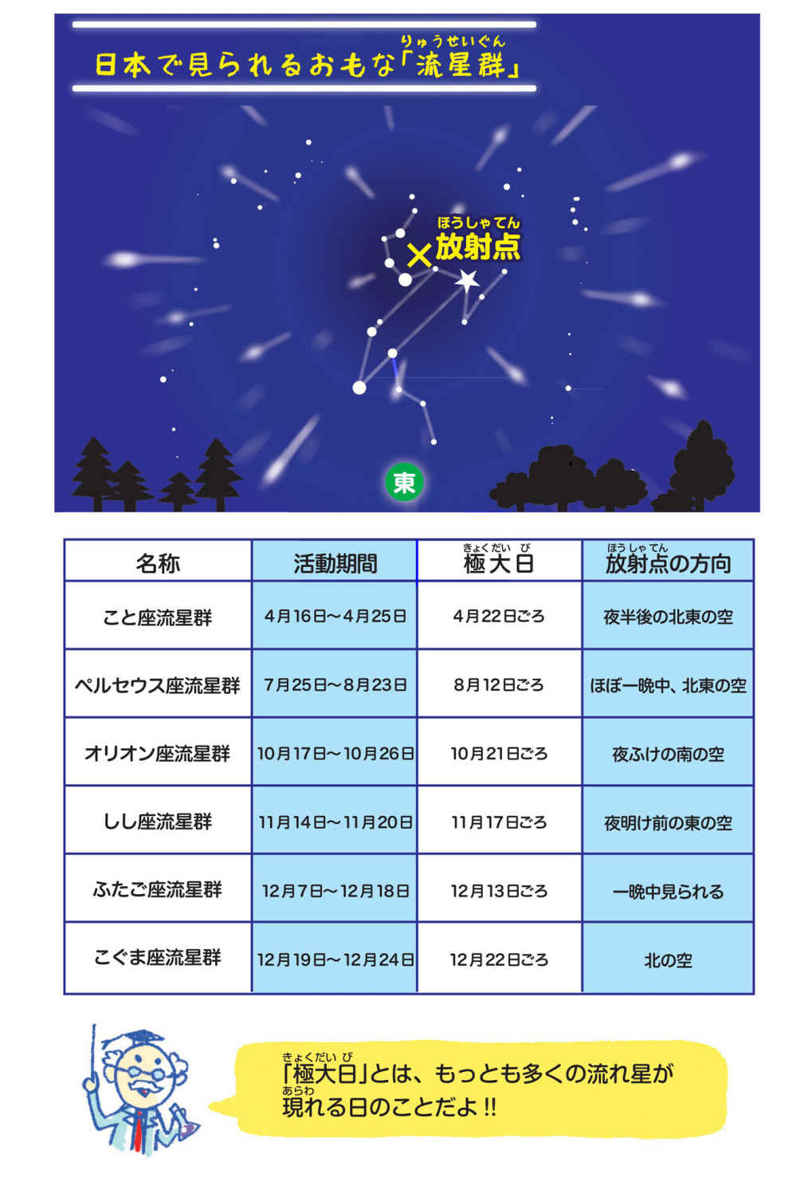 りゅうせいぐん
日本で見られるおもな「流星群」
ほうしゃてん
×放射点
東
名称 活動期間 極大日 放射点の方向
きょくだい び ほうしゃてん
こと座流星群 4月16日〜4月25日 4月22日ごろ 夜半後の北東の空
ペルセウス座流星群 7月25日〜8月23日 8月12日ごろ ほぼ一晩中、北東の空
オリオン座流星群 10月17日〜10月26日 10月21日ごろ 夜ふけの南の空
しし座流星群 11月14日〜11月20日 11月17日ごろ 夜明け前の東の空
ふたご座流星群 12月7日〜12月18日 12月13日ごろ 一晩中見られる
こぐま座流星群 12月19日〜12月24日 12月22日ごろ 北の空
きょくだい び
「極大日」とは、もっとも多くの流れ星が
あらわ
現れる日のことだよ!!